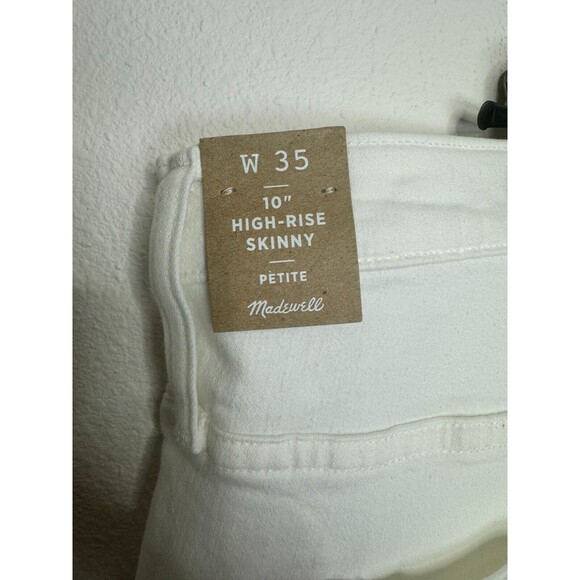 W 35
10"
HIGH-RISE
SKINNY
PETITE
Madewell